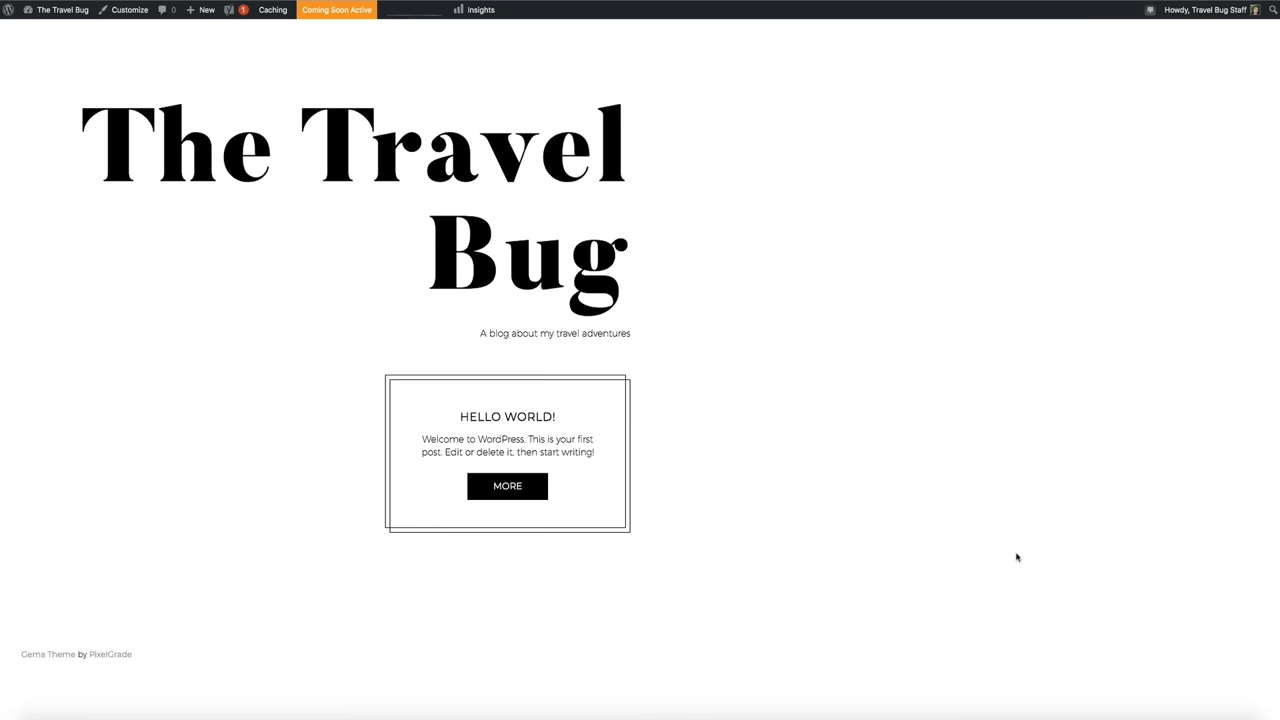 The Travel Bug Customize 0 New 1 Caching Coming Soon Active Insights Howdy, Travel Bug Staff
The Travel
Bug
A blog about my travel adventures
HELLO WORLD!
Welcome to WordPress. This is your first
post. Edit or delete it, then start writing!
MORE
Gema Theme by PixelGrade